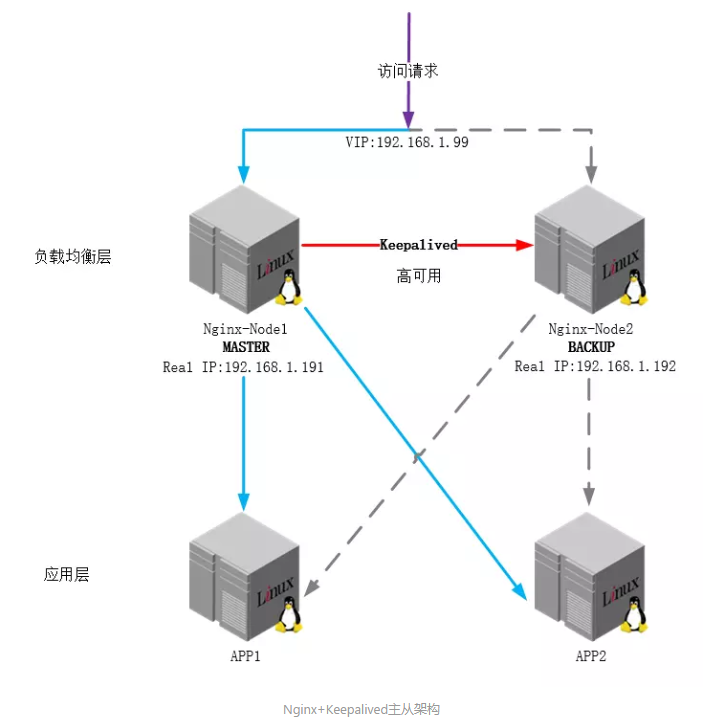 访问请求
VIP:192.168.1.99
负载均衡层
Linux
Keepalived
高可用
Linux
Nginx-Node1
MASTER
Real IP:192.168.1.191
Nginx-Node2
BACKUP
Real IP:192.168.1.192
应用层
Linux
Linux
APP1
APP2
Nginx+Keepalived主从架构